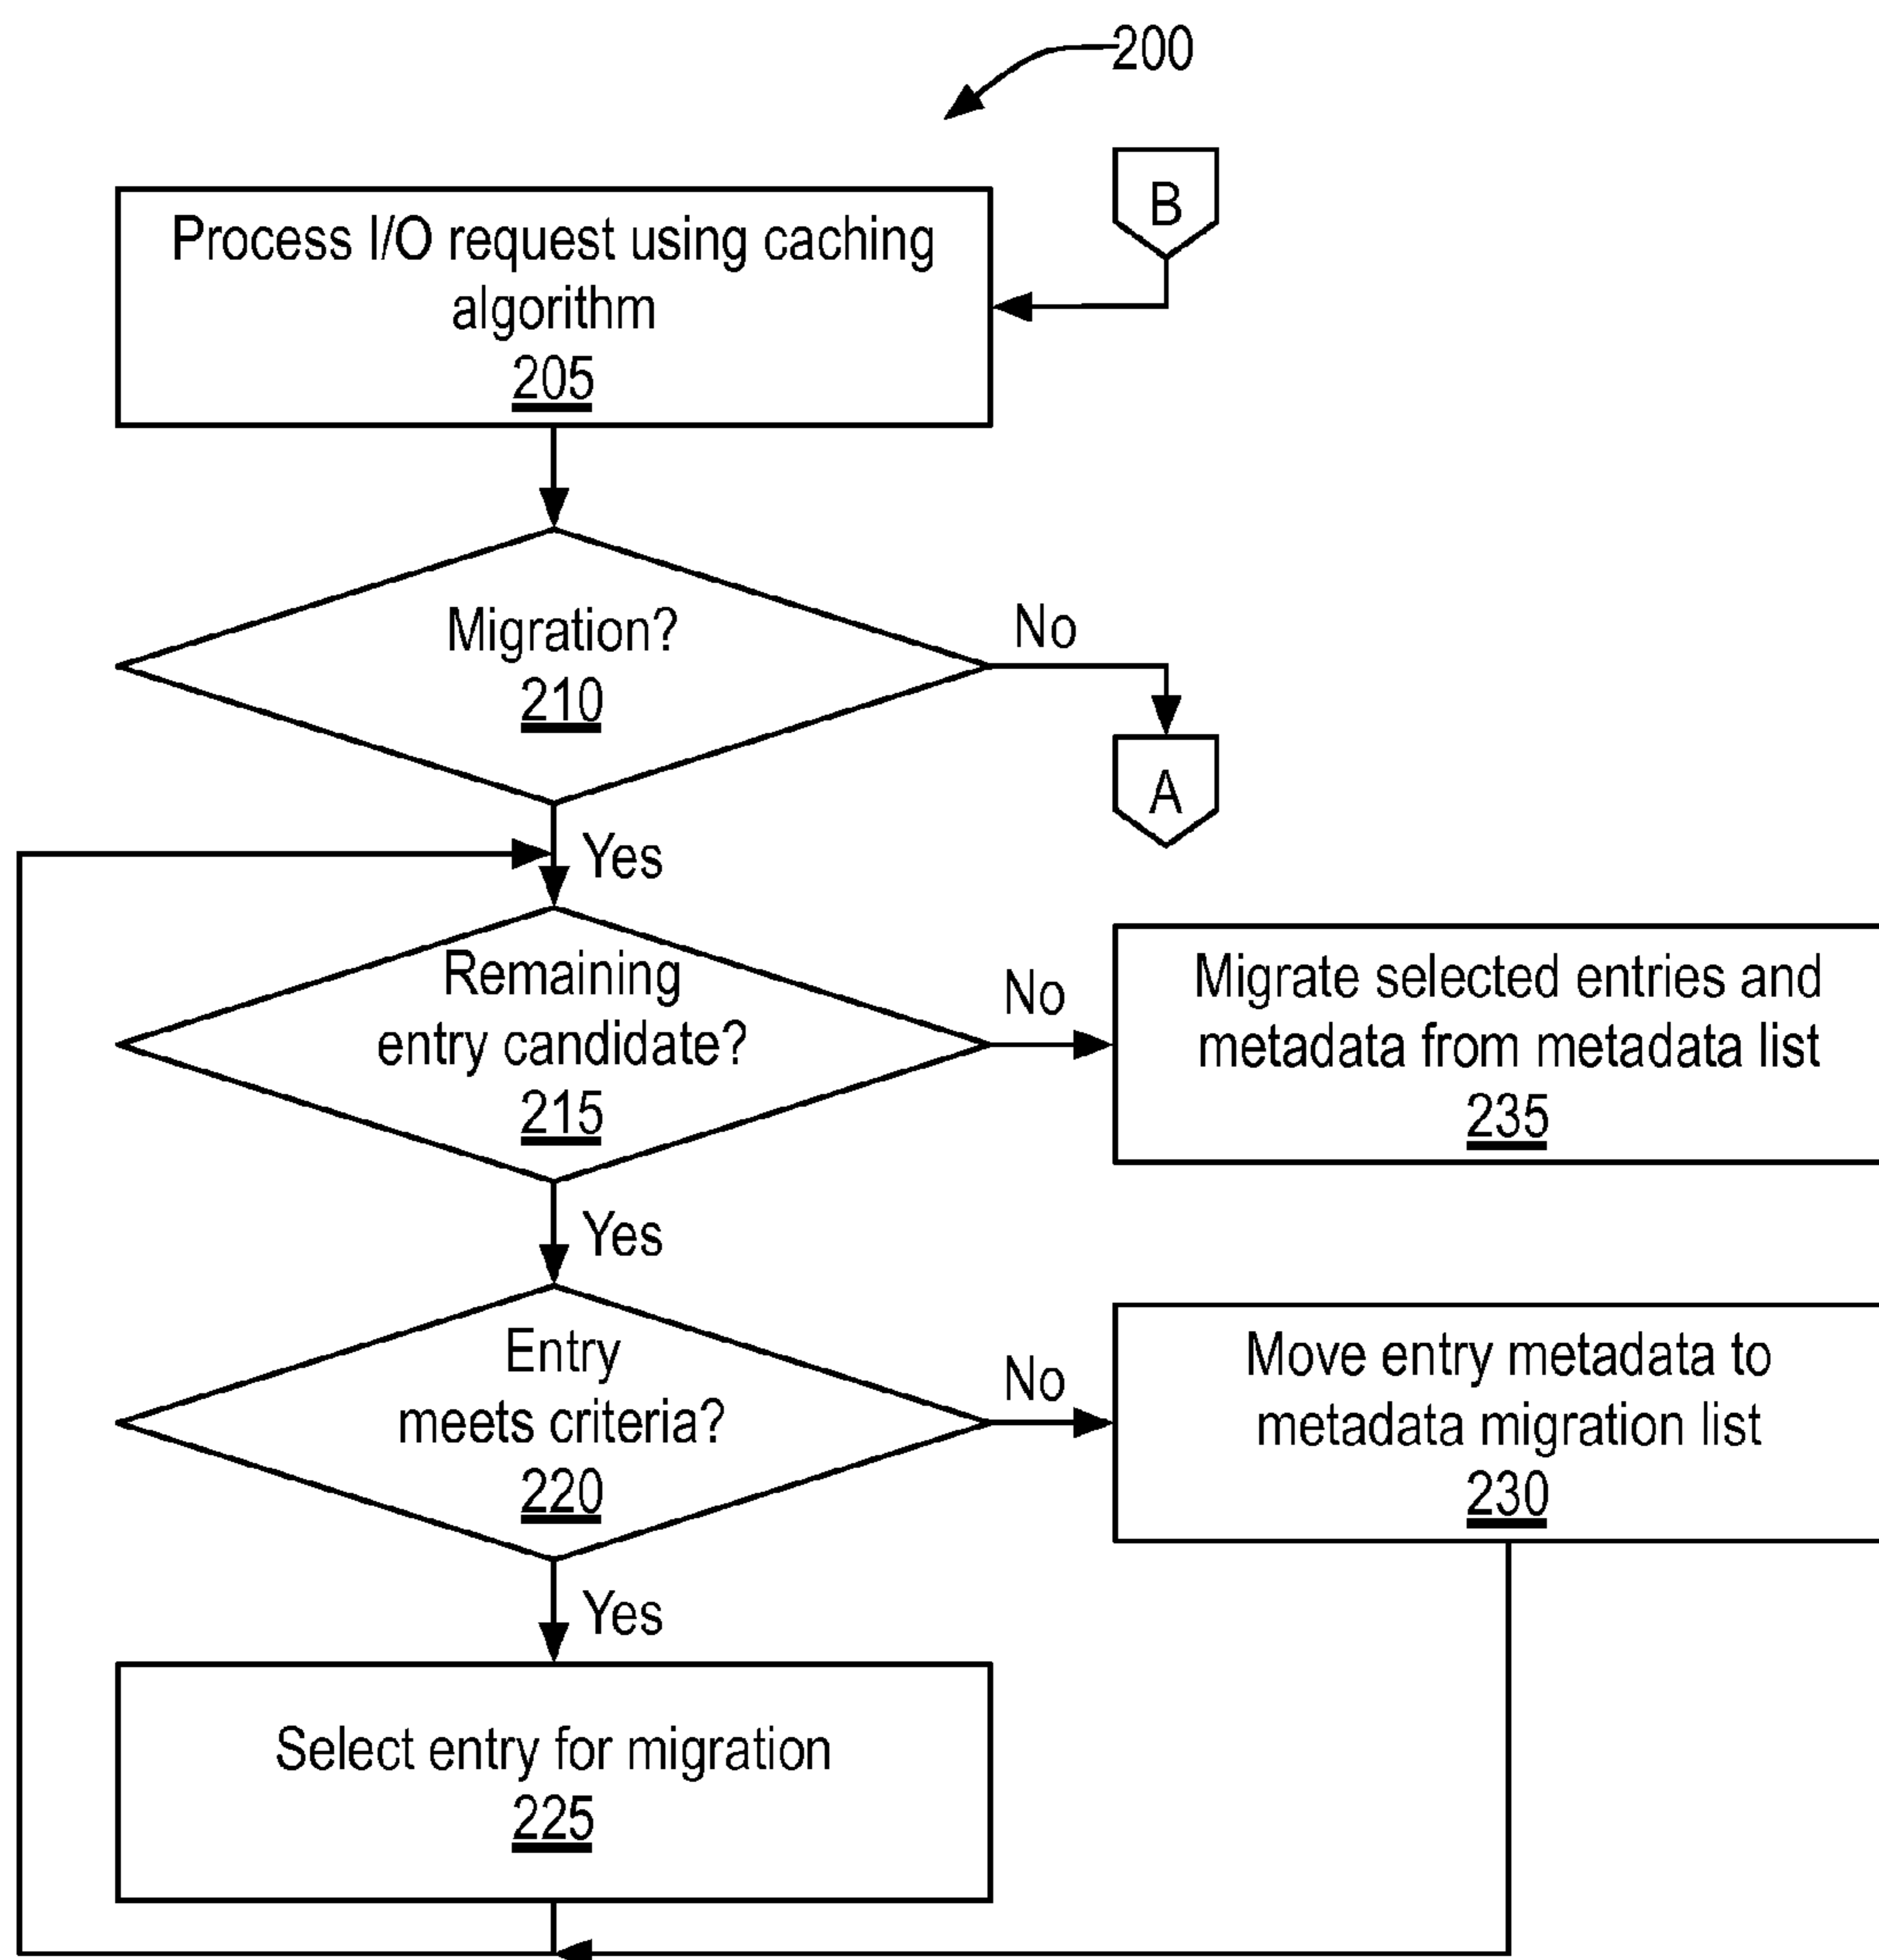 200
B
Process I/O request using caching
algorithm
205
Migration?
210
No
A
Yes
Remaining
entry candidate?
215
No
Migrate selected entries and
metadata from metadata list
235
Yes
Entry
meets criteria?
220
No
Move entry metadata to
metadata migration list
230
Yes
Select entry for migration
225